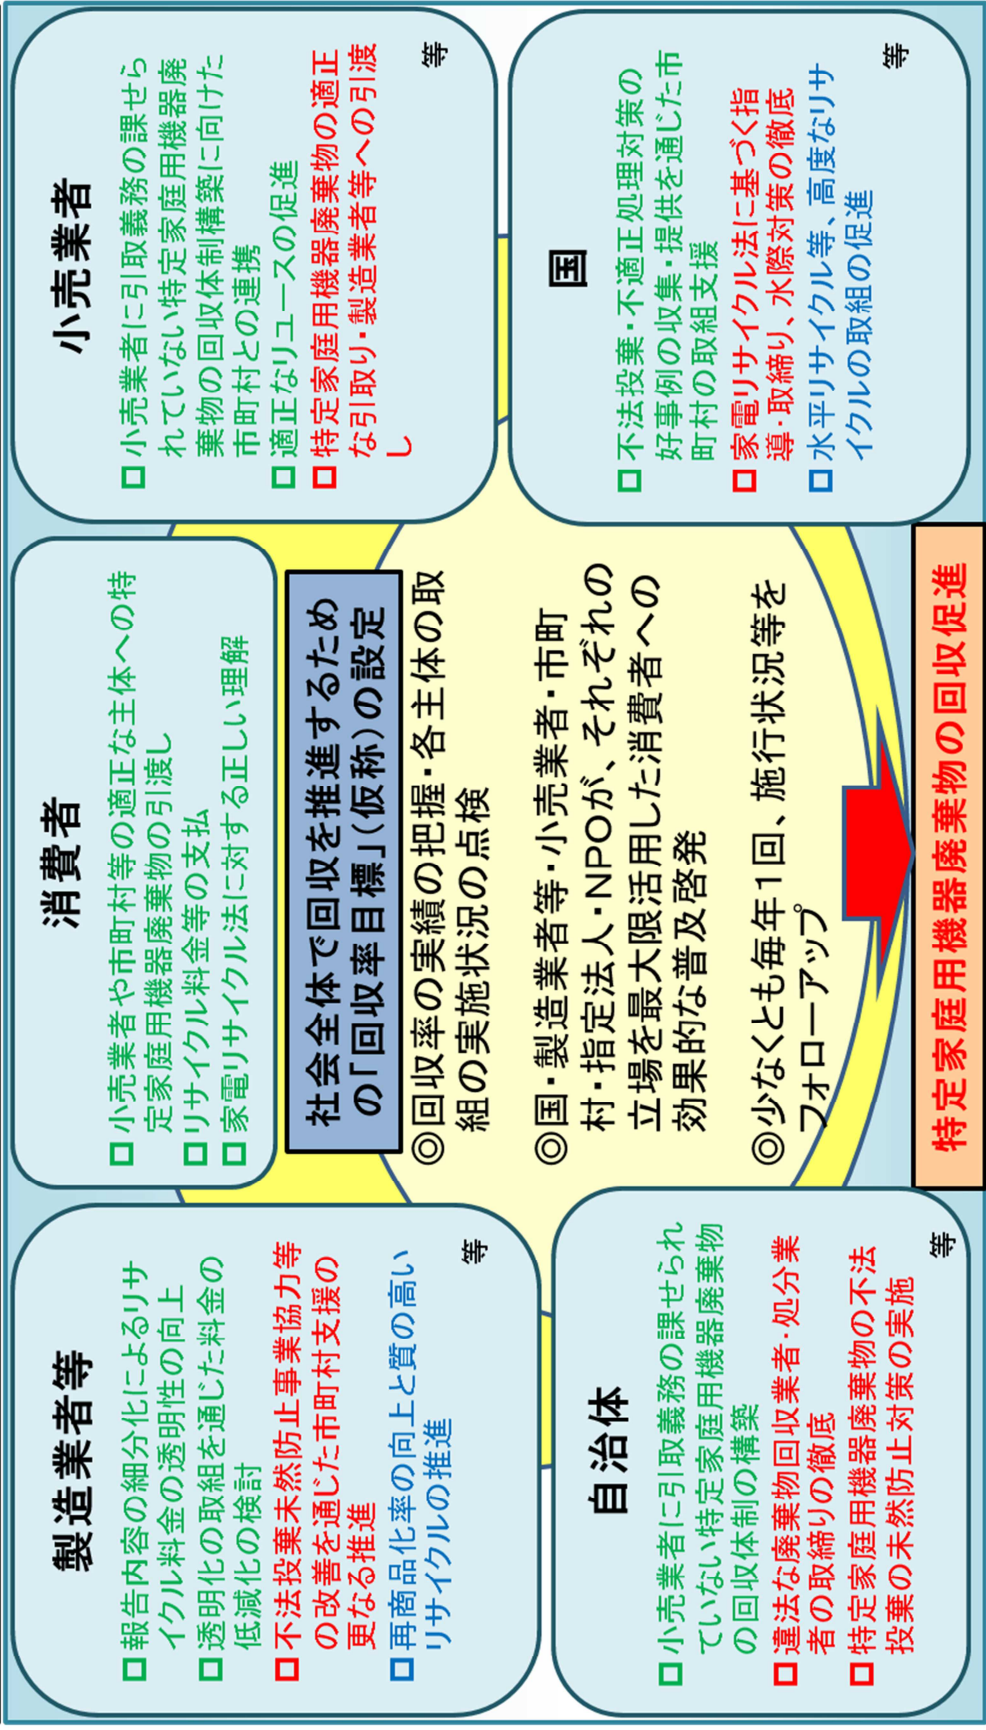 製造業者等
□報告内容の細分化によるリサ
イクル料金の透明性の向上
□透明化の取組を通じた料金の
低減化の検討
□不法投棄未然防止事業協力等
の改善を通じた市町村支援の
更なる推進
□再商品化率の向上と質の高い
リサイクルの推進
等
消費者
□小売業者や市町村等の適正な主体への特
定家庭用機器廃棄物の引渡し
□リサイクル料金等の支払
□家電リサイクル法に対する正しい理解
小売業者
□小売業者に引取義務の課せら
れていない特定家庭用機器廃
棄物の回収体制構築に向けた
市町村との連携
□適正なリユースの促進
□特定家庭用機器廃棄物の適正
な引取り・製造業者等への引渡
し
等
社会全体で回収を推進するため
の「回収率目標」(仮称)の設定
◎回収率の実績の把握・各主体の取
組の実施状況の点検
◎国・製造業者等・小売業者・市町
村・指定法人・NPOが、それぞれの
立場を最大限活用した消費者への
効果的な普及啓発
◎少なくとも毎年1回、施行状況等を
フォローアップ
自治体
□小売業者に引取義務の課せられ
ていない特定家庭用機器廃棄物
の回収体制の構築
□違法な廃棄物回収業者・処分業
者の取締りの徹底
□特定家庭用機器廃棄物の不法
投棄の未然防止対策の実施
等
国
□不法投棄・不適正処理対策の
好事例の収集・提供を通じた市
町村の取組支援
□家電リサイクル法に基づく指
導・取締り、水際対策の徹底
□水平リサイクル等、高度なリサ
イクルの取組の促進
等
特定家庭用機器廃棄物の回収促進